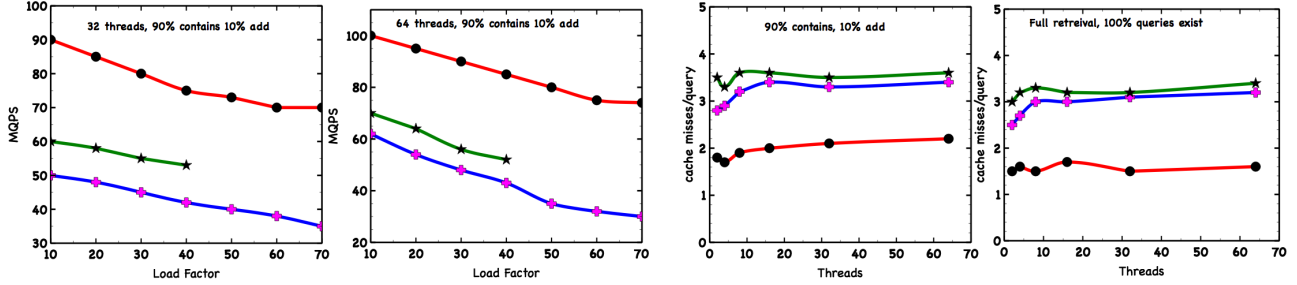 32 threads, 90% contains 10% add
MQPS
100
90
80
70
60
50
40
30
10 20 30 40 50 60 70
Load Factor
64 threads, 90% contains 10% add
MQPS
100
80
60
40
20
10 20 30 40 50 60 70
Load Factor
90% contains, 10% add
cache misses/query
5
4
3
2
1
0
0 10 20 30 40 50 60 70
Threads
Full retreival, 100% queries exist
cache misses/query
5
4
3
2
1
0
0 10 20 30 40 50 60 70
Threads